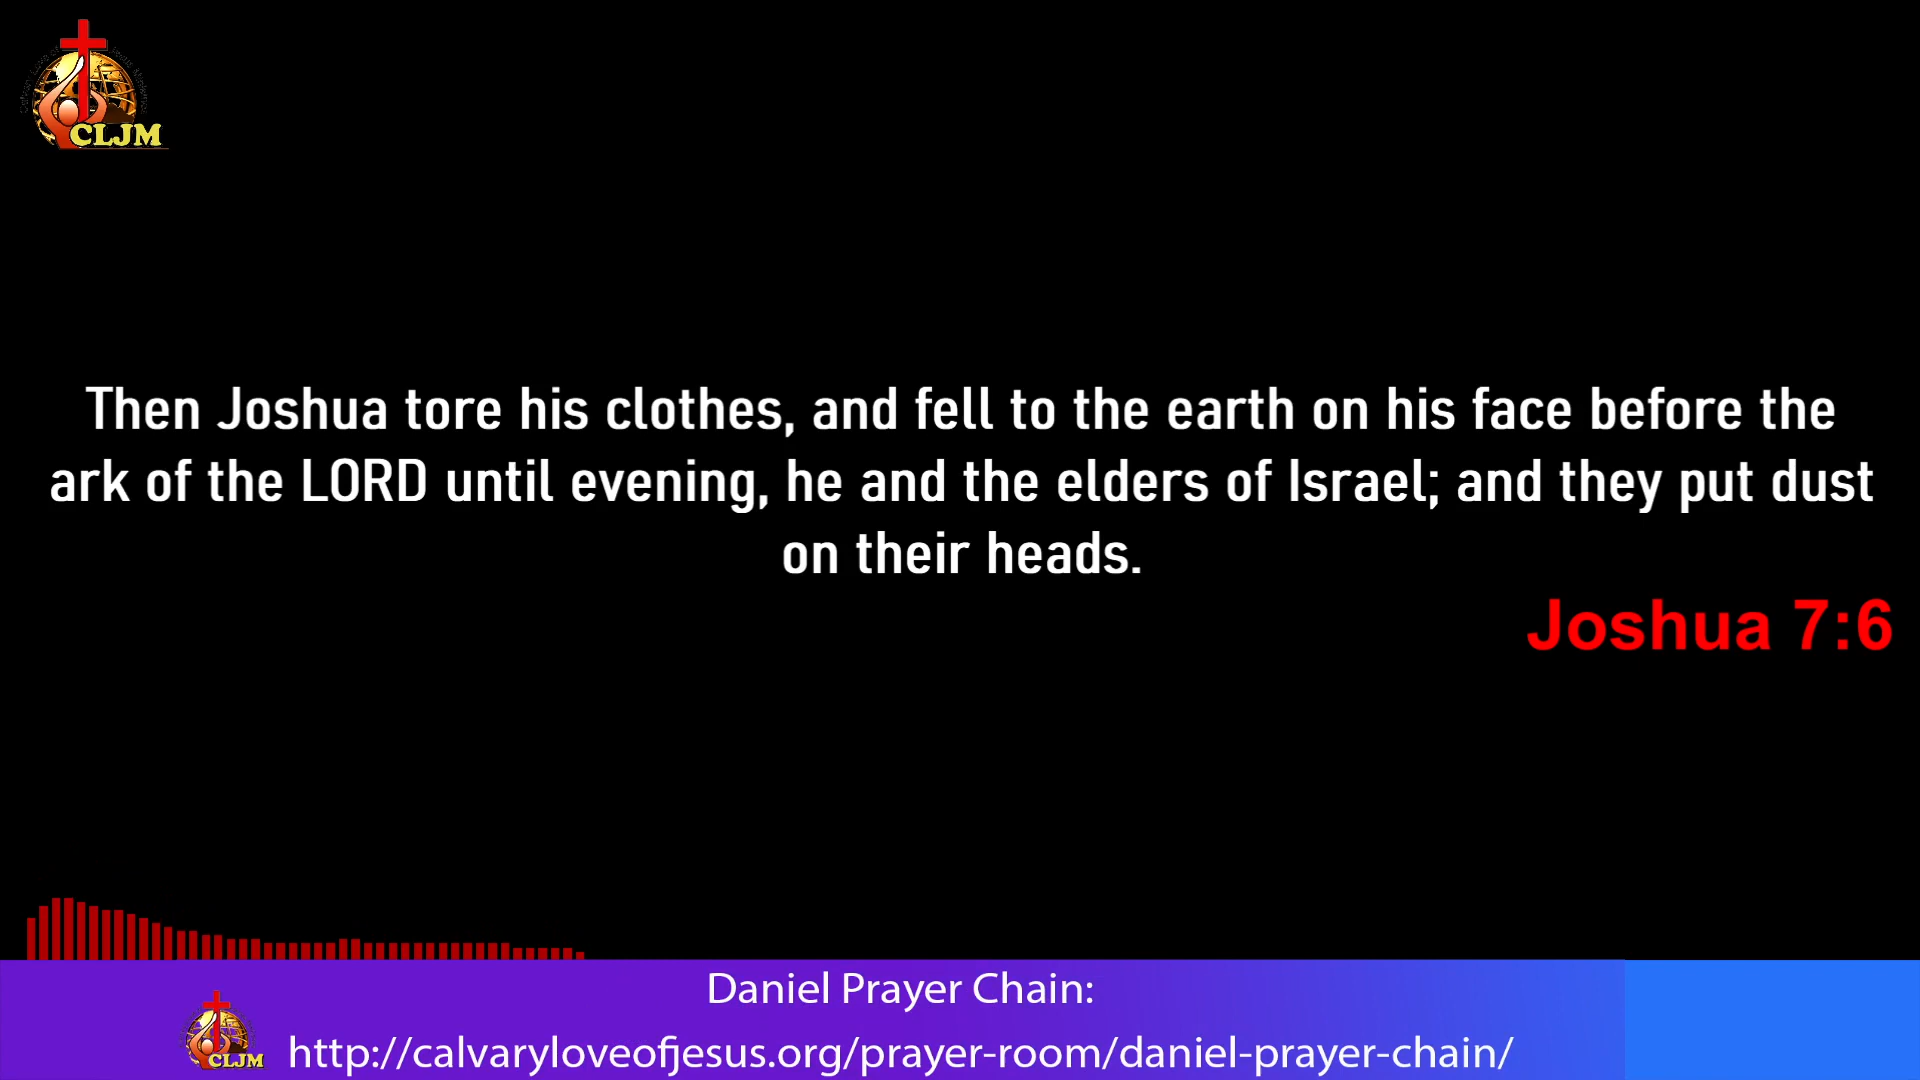 CLJM
Then Joshua tore his clothes, and fell to the earth on his face before the
ark of the LORD until evening, he and the elders of Israel; and they put dust
on their heads.
Joshua 7:6
Daniel Prayer Chain:
CLJM
http://calvaryloveofjesus.org/prayer-room/daniel-prayer-chain/